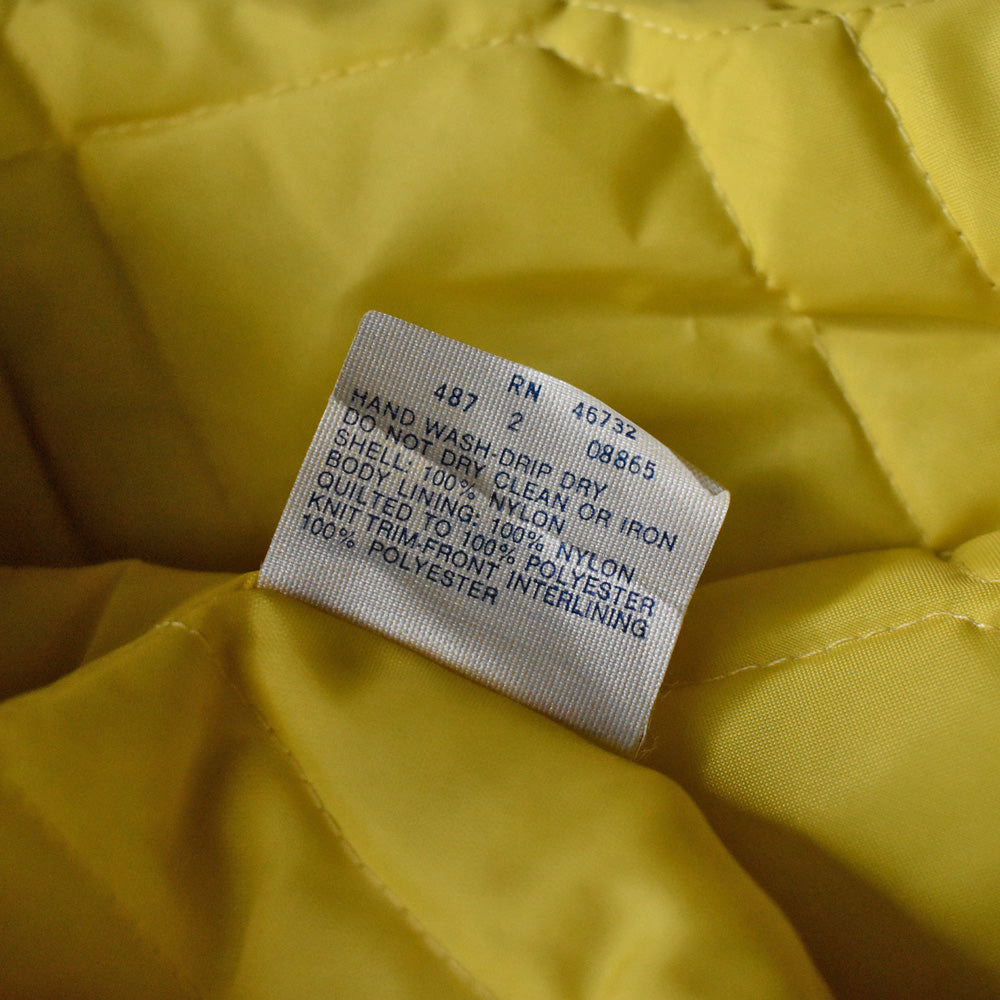 RN 46732
487 2 08865
HAND WASH-DRIP DRY
DO NOT DRY CLEAN OR IRON
SHELL: 100% NYLON
BODY LINING: 100% NYLON
QUILTED TO 100% POLYESTER
KNIT TRIM-FRONT INTERLINING
100% POLYESTER